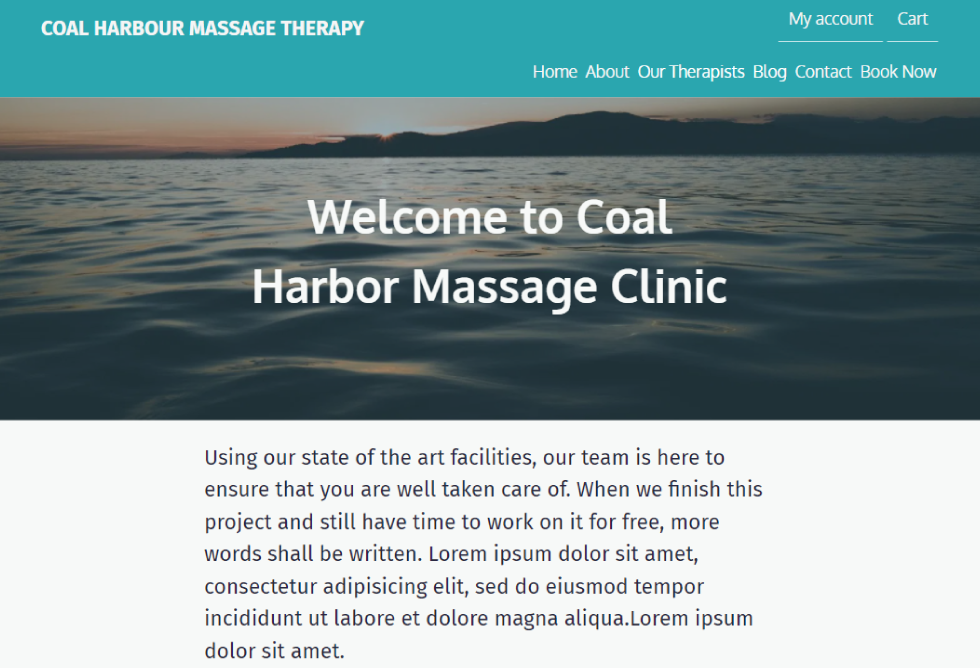 COAL HARBOUR MASSAGE THERAPY
My account Cart
Home About Our Therapists Blog Contact Book Now
Welcome to Coal
Harbor Massage Clinic
Using our state of the art facilities, our team is here to
ensure that you are well taken care of. When we finish this
project and still have time to work on it for free, more
words shall be written. Lorem ipsum dolor sit amet,
consectetur adipisicing elit, sed do eiusmod tempor
incididunt ut labore et dolore magna aliqua.Lorem ipsum
dolor sit amet.